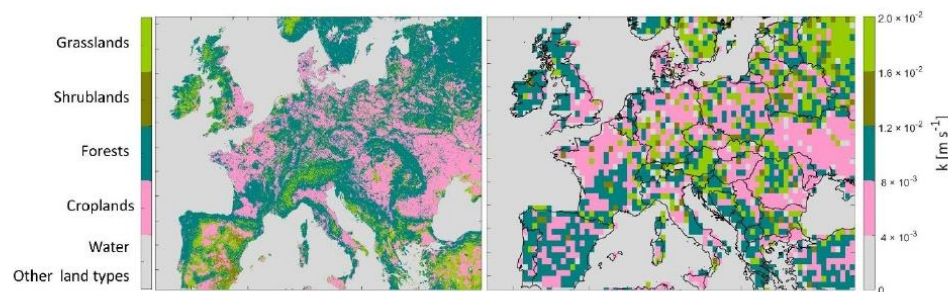 Grasslands
Shrublands
Forests
Croplands
Water
Other land types
2.0 × 10⁻²
1.6 × 10⁻²
1.2 × 10⁻²
8 × 10⁻³
4 × 10⁻³
0
k [m s⁻¹]